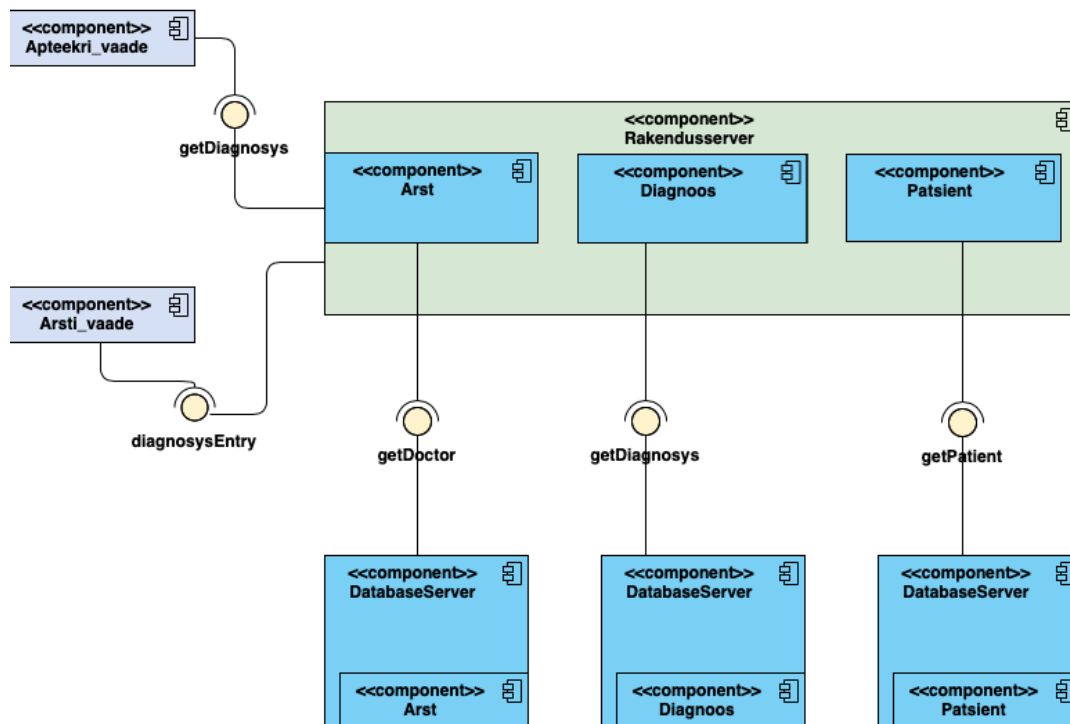 <<component>>
Apteekri_vaade
getDiagnosys
<<component>>
Rakendusserver
<<component>>
Arst
<<component>>
Diagnoos
<<component>>
Patsient
<<component>>
Arsti_vaade
diagnosysEntry
getDoctor
getDiagnosys
getPatient
<<component>>
DatabaseServer
<<component>>
Arst
<<component>>
DatabaseServer
<<component>>
Diagnoos
<<component>>
DatabaseServer
<<component>>
Patsient